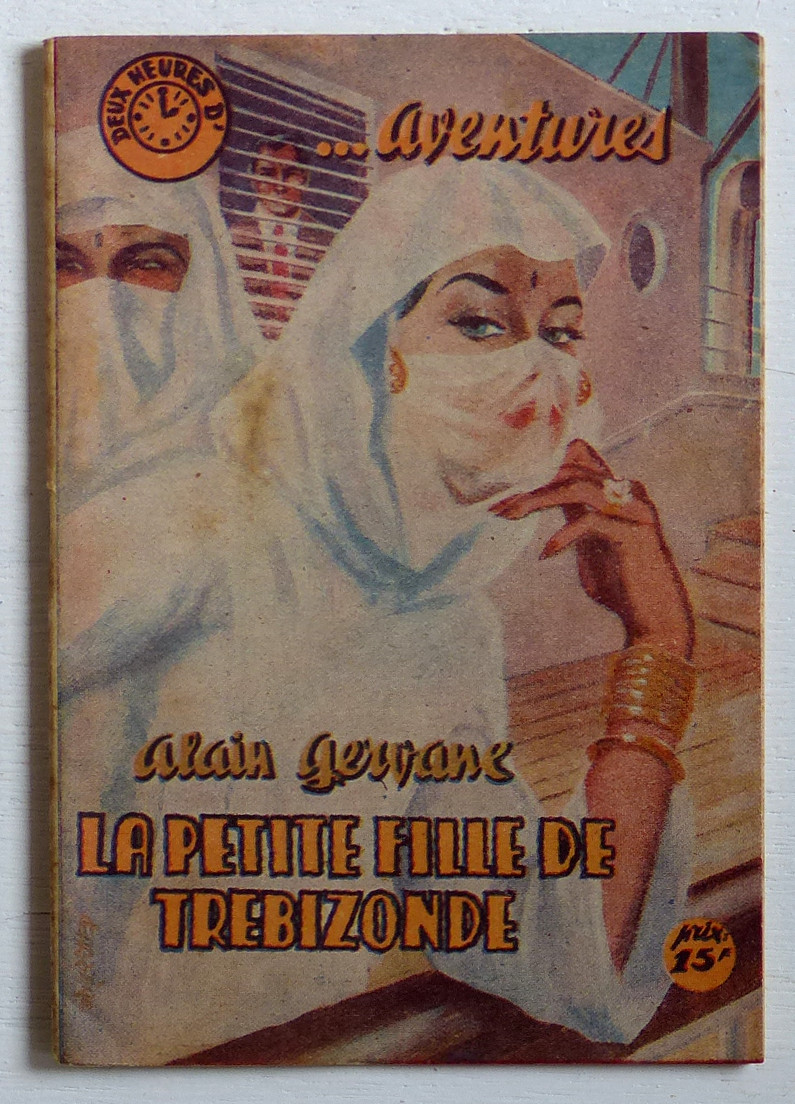 DEUX HEURES D'
...aventures
Alain Gervane
LA PETITE FILLE DE
TREBIZONDE
prix:
15F